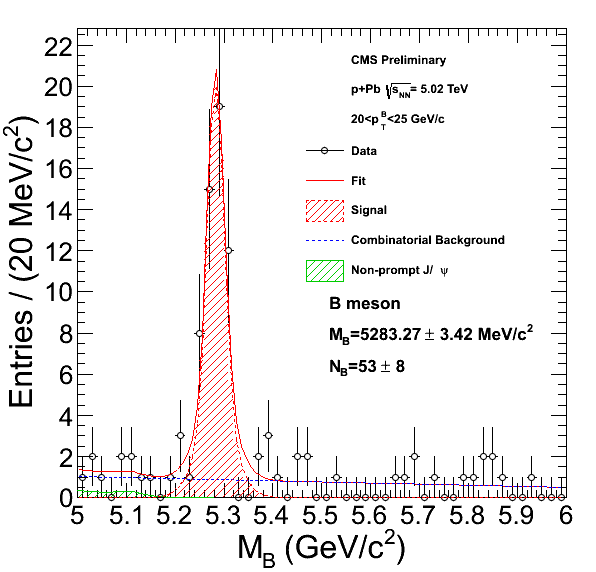 CMS Preliminary
p+Pb √sNN= 5.02 TeV
20<pTB<25 GeV/c
Data
Fit
Signal
Combinatorial Background
Non-prompt J/ ψ
B meson
MB=5283.27 ± 3.42 MeV/c2
NB=53 ± 8
Entries / (20 MeV/c2)
22
20
18
16
14
12
10
8
6
4
2
0
5 5.1 5.2 5.3 5.4 5.5 5.6 5.7 5.8 5.9 6
MB (GeV/c2)